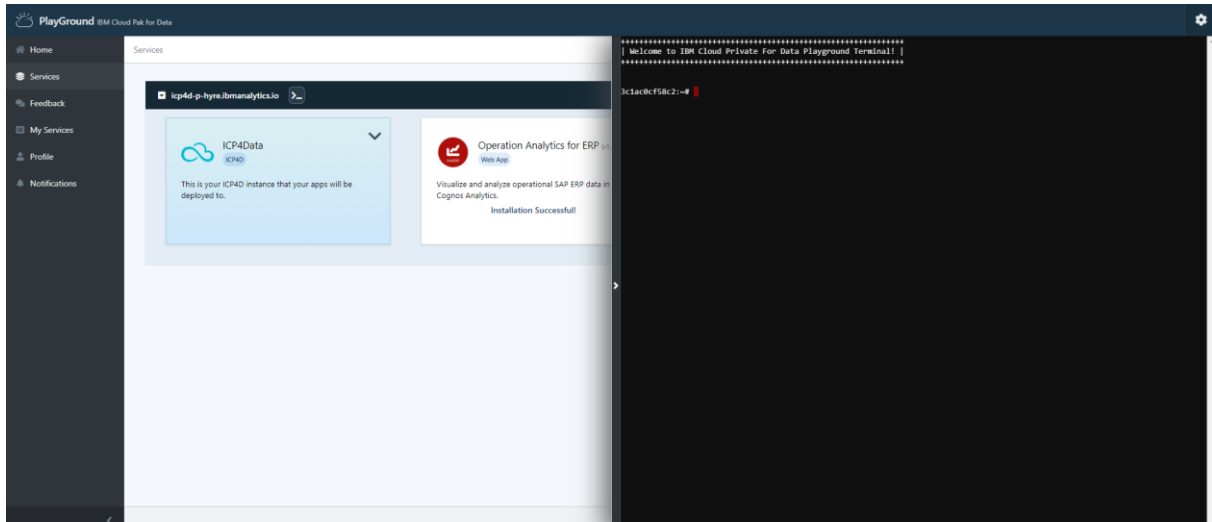 PlayGround IBM Cloud Pak for Data
Home
Services
Feedback
My Services
Profile
Notifications
Services
icp4d-p-hyre.ibmanalytics.io >_
ICP4Data
ICP4D
This is your ICP4D instance that your apps will be
deployed to.
Operation Analytics for ERP
Web App
Visualize and analyze operational SAP ERP data in
Cognos Analytics.
Installation Successful!
++++++++++++++++++++++++++++++++++++++++++++++++++++++++++++++
| Welcome to IBM Cloud Private For Data Playground Terminal! |
++++++++++++++++++++++++++++++++++++++++++++++++++++++++++++++
3c1ac0cf58c2:~#